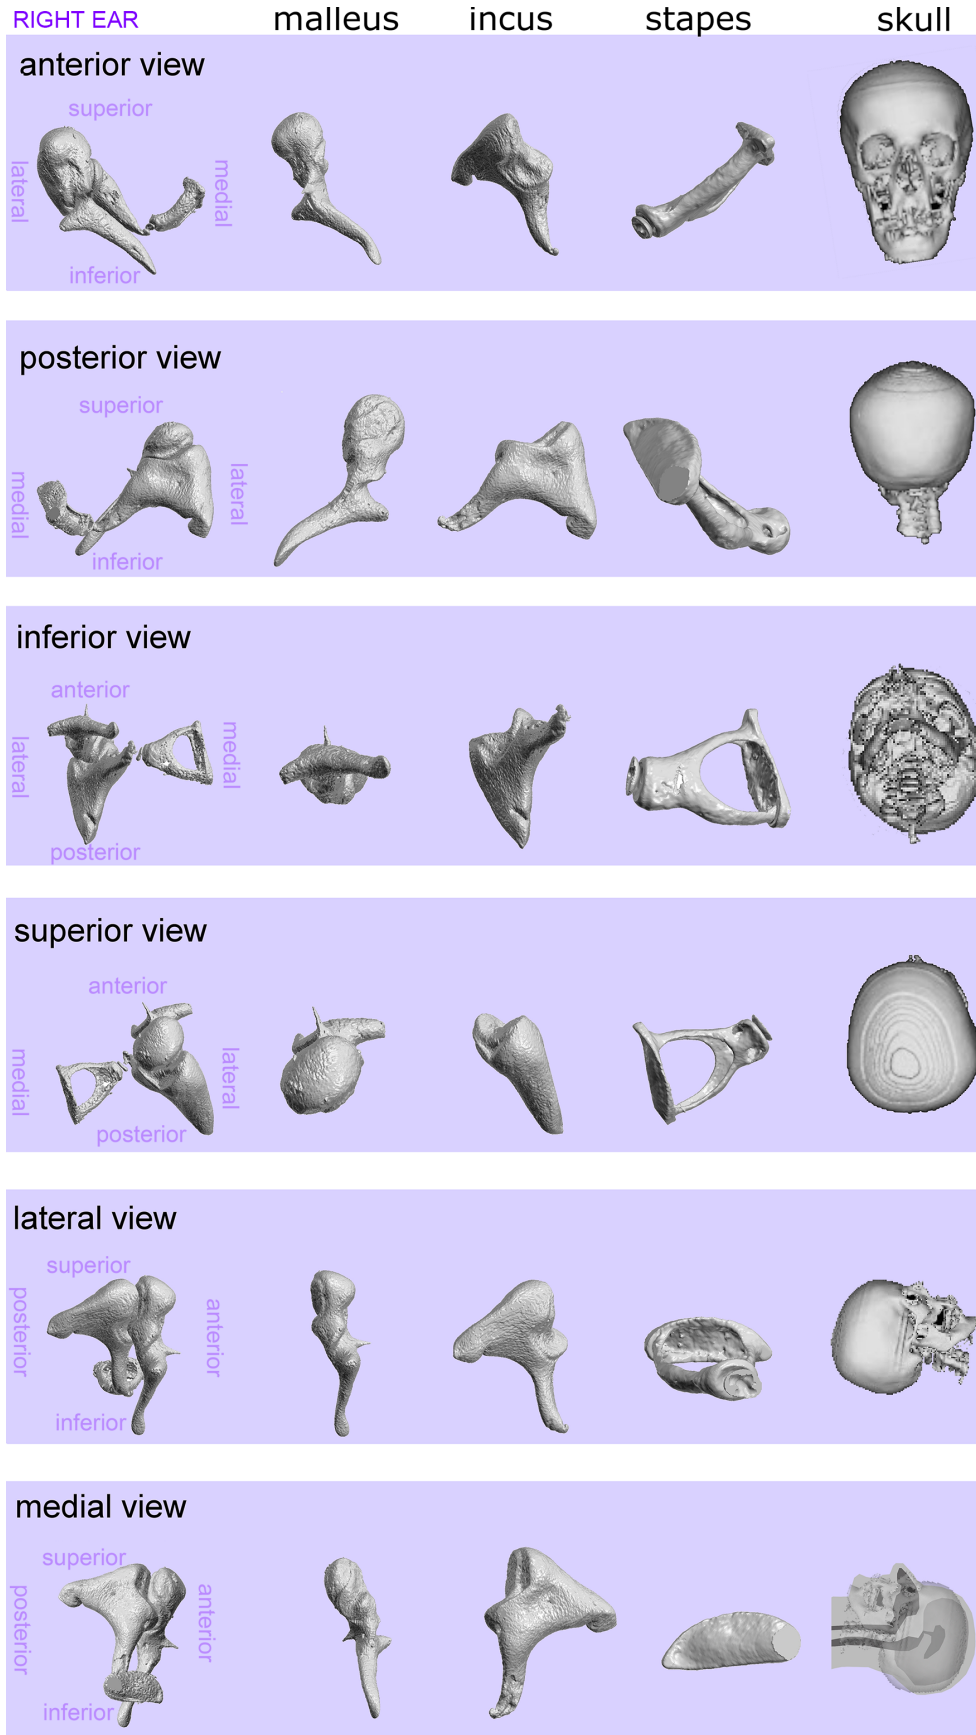 RIGHT EAR malleus incus stapes skull
anterior view
superior
lateral
medial
inferior
posterior view
superior
medial
lateral
inferior
inferior view
anterior
lateral
medial
posterior
superior view
anterior
medial
lateral
posterior
lateral view
superior
posterior
anterior
inferior
medial view
superior
posterior
anterior
inferior